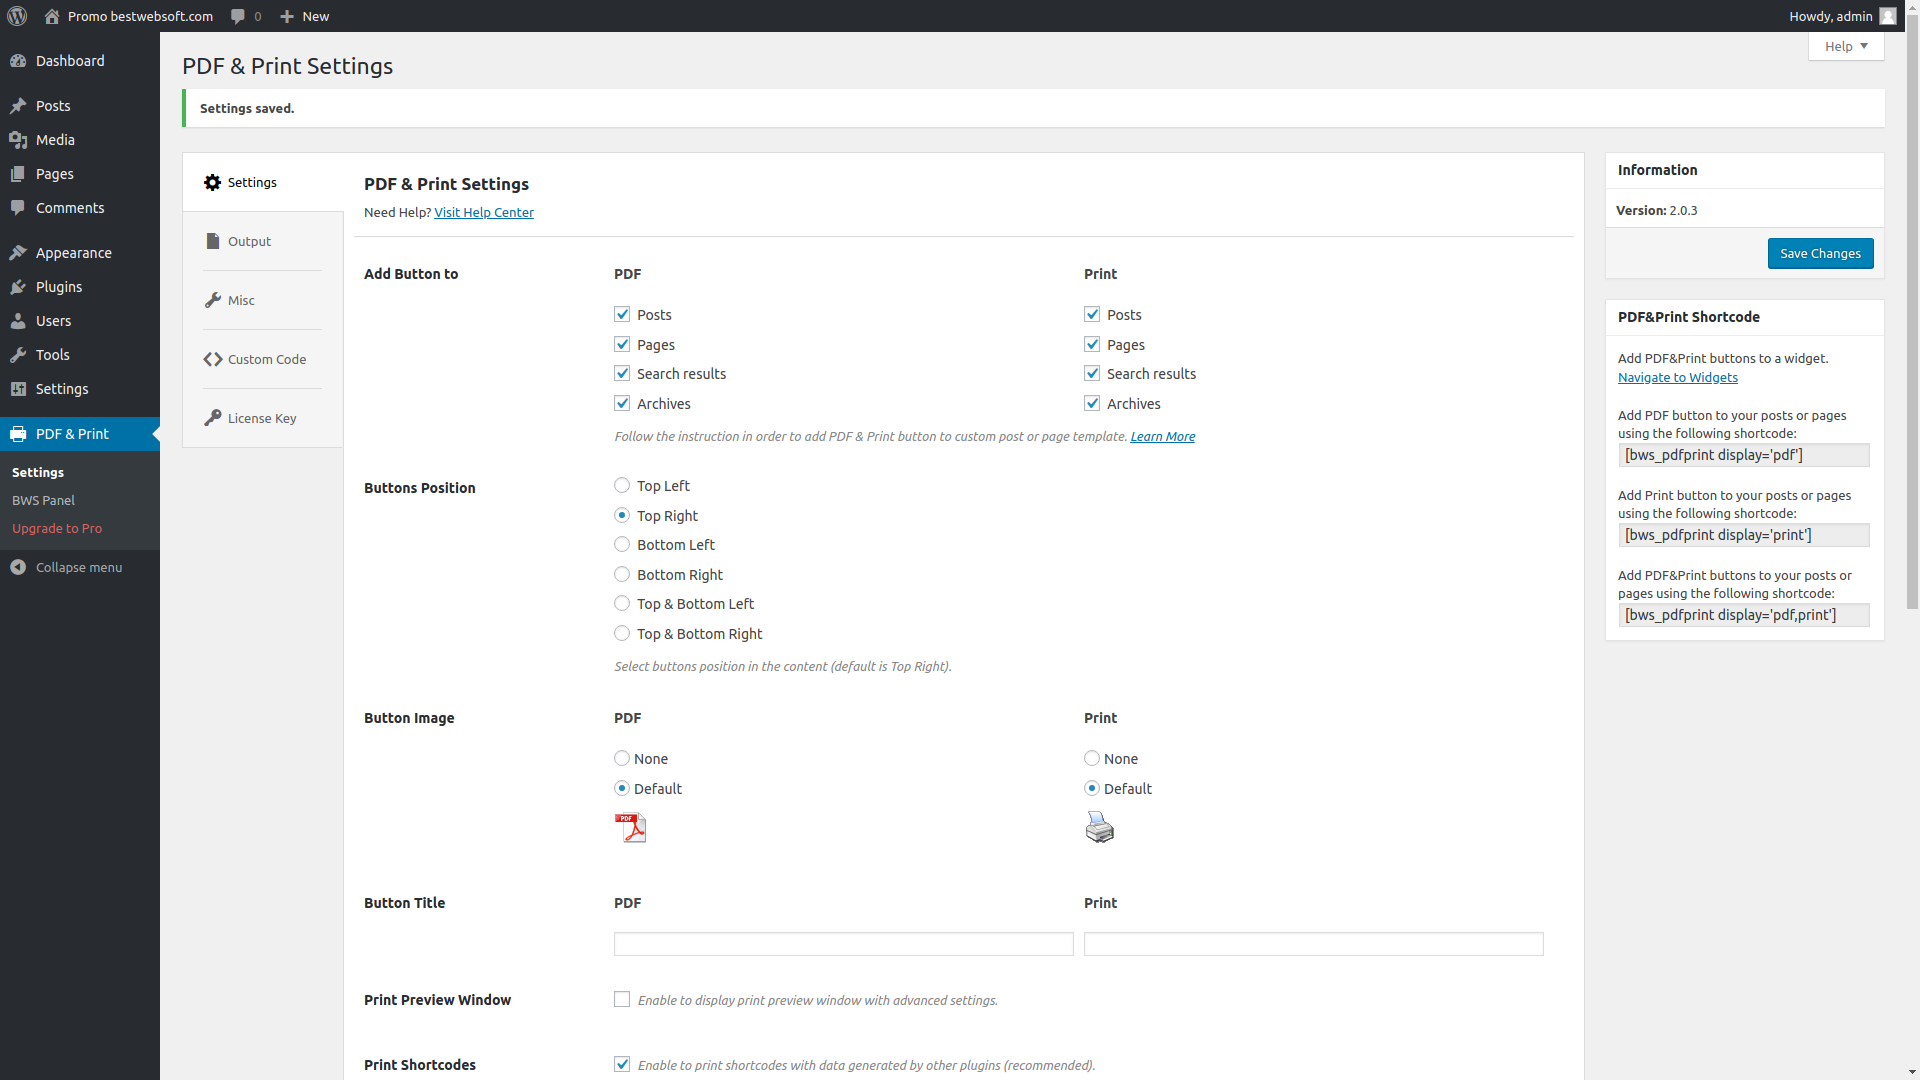 Promo bestwebsoft.com
0
New
Howdy, admin
Help
Dashboard
Posts
Media
Pages
Comments
Appearance
Plugins
Users
Tools
Settings
PDF & Print
Settings
BWS Panel
Upgrade to Pro
Collapse menu
PDF & Print Settings
Settings saved.
Settings
Output
Misc
Custom Code
License Key
PDF & Print Settings
Need Help? Visit Help Center
Add Button to
PDF
Print
Posts
Posts
Pages
Pages
Search results
Search results
Archives
Archives
Follow the instruction in order to add PDF & Print button to custom post or page template. Learn More
Buttons Position
Top Left
Top Right
Bottom Left
Bottom Right
Top & Bottom Left
Top & Bottom Right
Select buttons position in the content (default is Top Right).
Button Image
PDF
Print
None
None
Default
Default
PDF
Button Title
PDF
Print
Print Preview Window
Enable to display print preview window with advanced settings.
Print Shortcodes
Enable to print shortcodes with data generated by other plugins (recommended).
Information
Version: 2.0.3
Save Changes
PDF&Print Shortcode
Add PDF&Print buttons to a widget.
Navigate to Widgets
Add PDF button to your posts or pages
using the following shortcode:
[bws_pdfprint display='pdf']
Add Print button to your posts or pages
using the following shortcode:
[bws_pdfprint display='print']
Add PDF&Print buttons to your posts or
pages using the following shortcode:
[bws_pdfprint display='pdf,print']